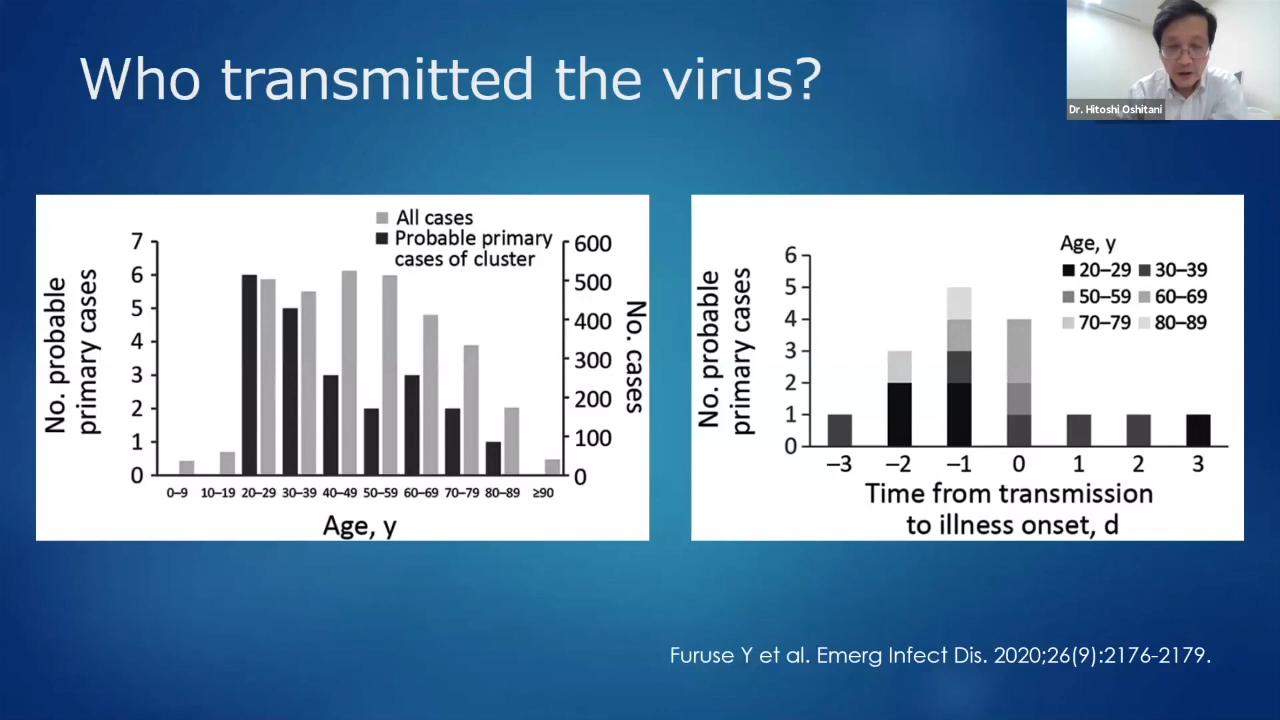 Who transmitted the virus?
Dr. Hitoshi Oshitani
All cases
Probable primary
cases of cluster
No. probable
primary cases
7
6
5
4
3
2
1
0
600
500
400
300
200
100
0
No. cases
0–9 10–19 20–29 30–39 40–49 50–59 60–69 70–79 80–89 ≥90
Age, y
Age, y
20–29 30–39
50–59 60–69
70–79 80–89
No. probable
primary cases
6
5
4
3
2
1
0
–3 –2 –1 0 1 2 3
Time from transmission
to illness onset, d
Furuse Y et al. Emerg Infect Dis. 2020;26(9):2176-2179.